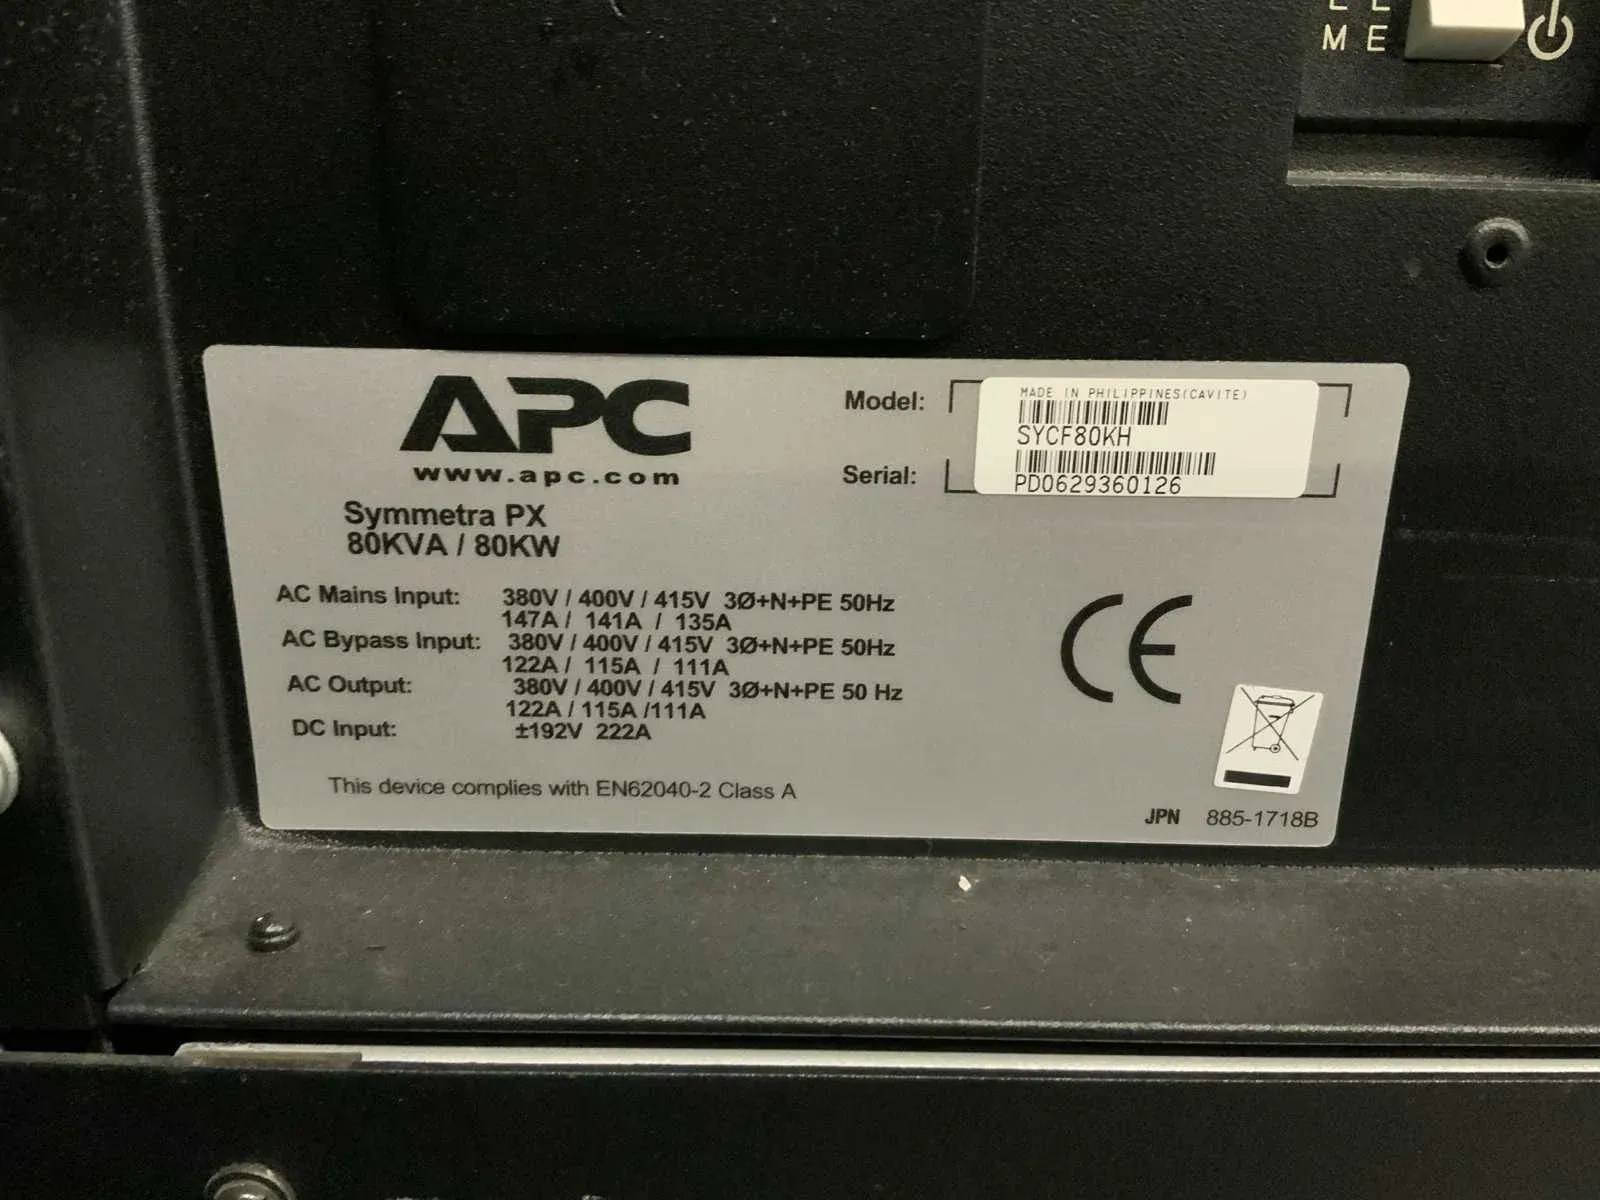 M E
APC
www.apc.com
Symmetra PX
80KVA / 80KW
Model:
MADE IN PHILIPPINES(CAVITE)
SYCF80KH
Serial:
PD0629360126
AC Mains Input: 380V / 400V / 415V 3Ø+N+PE 50Hz
147A / 141A / 135A
AC Bypass Input: 380V / 400V / 415V 3Ø+N+PE 50Hz
122A / 115A / 111A
AC Output: 380V / 400V / 415V 3Ø+N+PE 50 Hz
122A / 115A /111A
DC Input: ±192V 222A
CE
This device complies with EN62040-2 Class A
JPN 885-1718B